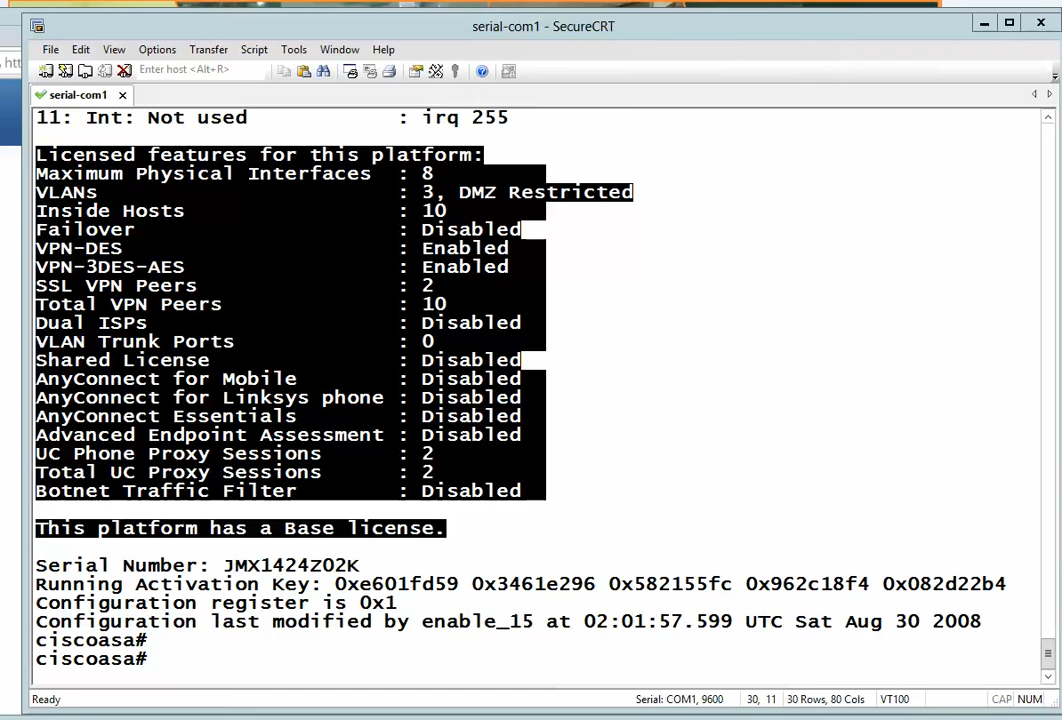 serial-com1 - SecureCRT
File Edit View Options Transfer Script Tools Window Help
Enter host <Alt+R>
htt
serial-com1
11: Int: Not used : irq 255
Licensed features for this platform:
Maximum Physical Interfaces : 8
VLANs : 3, DMZ Restricted
Inside Hosts : 10
Failover : Disabled
VPN-DES : Enabled
VPN-3DES-AES : Enabled
SSL VPN Peers : 2
Total VPN Peers : 10
Dual ISPs : Disabled
VLAN Trunk Ports : 0
Shared License : Disabled
AnyConnect for Mobile : Disabled
AnyConnect for Linksys phone : Disabled
AnyConnect Essentials : Disabled
Advanced Endpoint Assessment : Disabled
UC Phone Proxy Sessions : 2
Total UC Proxy Sessions : 2
Botnet Traffic Filter : Disabled
This platform has a Base license.
Serial Number: JMX1424Z02K
Running Activation Key: 0xe601fd59 0x3461e296 0x582155fc 0x962c18f4 0x082d22b4
Configuration register is 0x1
Configuration last modified by enable_15 at 02:01:57.599 UTC Sat Aug 30 2008
ciscoasa#
ciscoasa#
Ready Serial: COM1, 9600 30, 11 30 Rows, 80 Cols VT100 CAP NUM